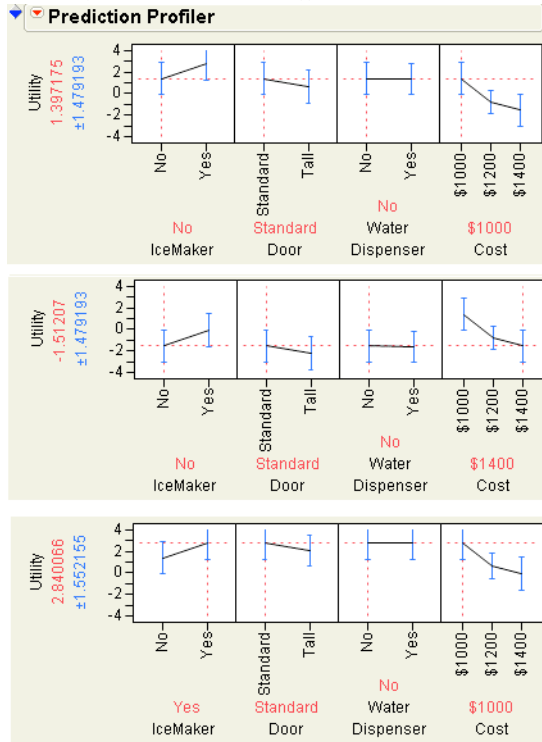 Prediction Profiler
Utility
1.397175
±1.479193
4
2
0
-2
-4
No
Yes
Standard
Tall
No
Yes
$1000
$1200
$1400
No
IceMaker
Standard
Door
No
Water
Dispenser
$1000
Cost
Utility
-1.51207
±1.479193
4
2
0
-2
-4
No
Yes
Standard
Tall
No
Yes
$1000
$1200
$1400
No
IceMaker
Standard
Door
No
Water
Dispenser
$1400
Cost
Utility
2.840066
±1.552155
4
2
0
-2
-4
No
Yes
Standard
Tall
No
Yes
$1000
$1200
$1400
Yes
IceMaker
Standard
Door
No
Water
Dispenser
$1000
Cost